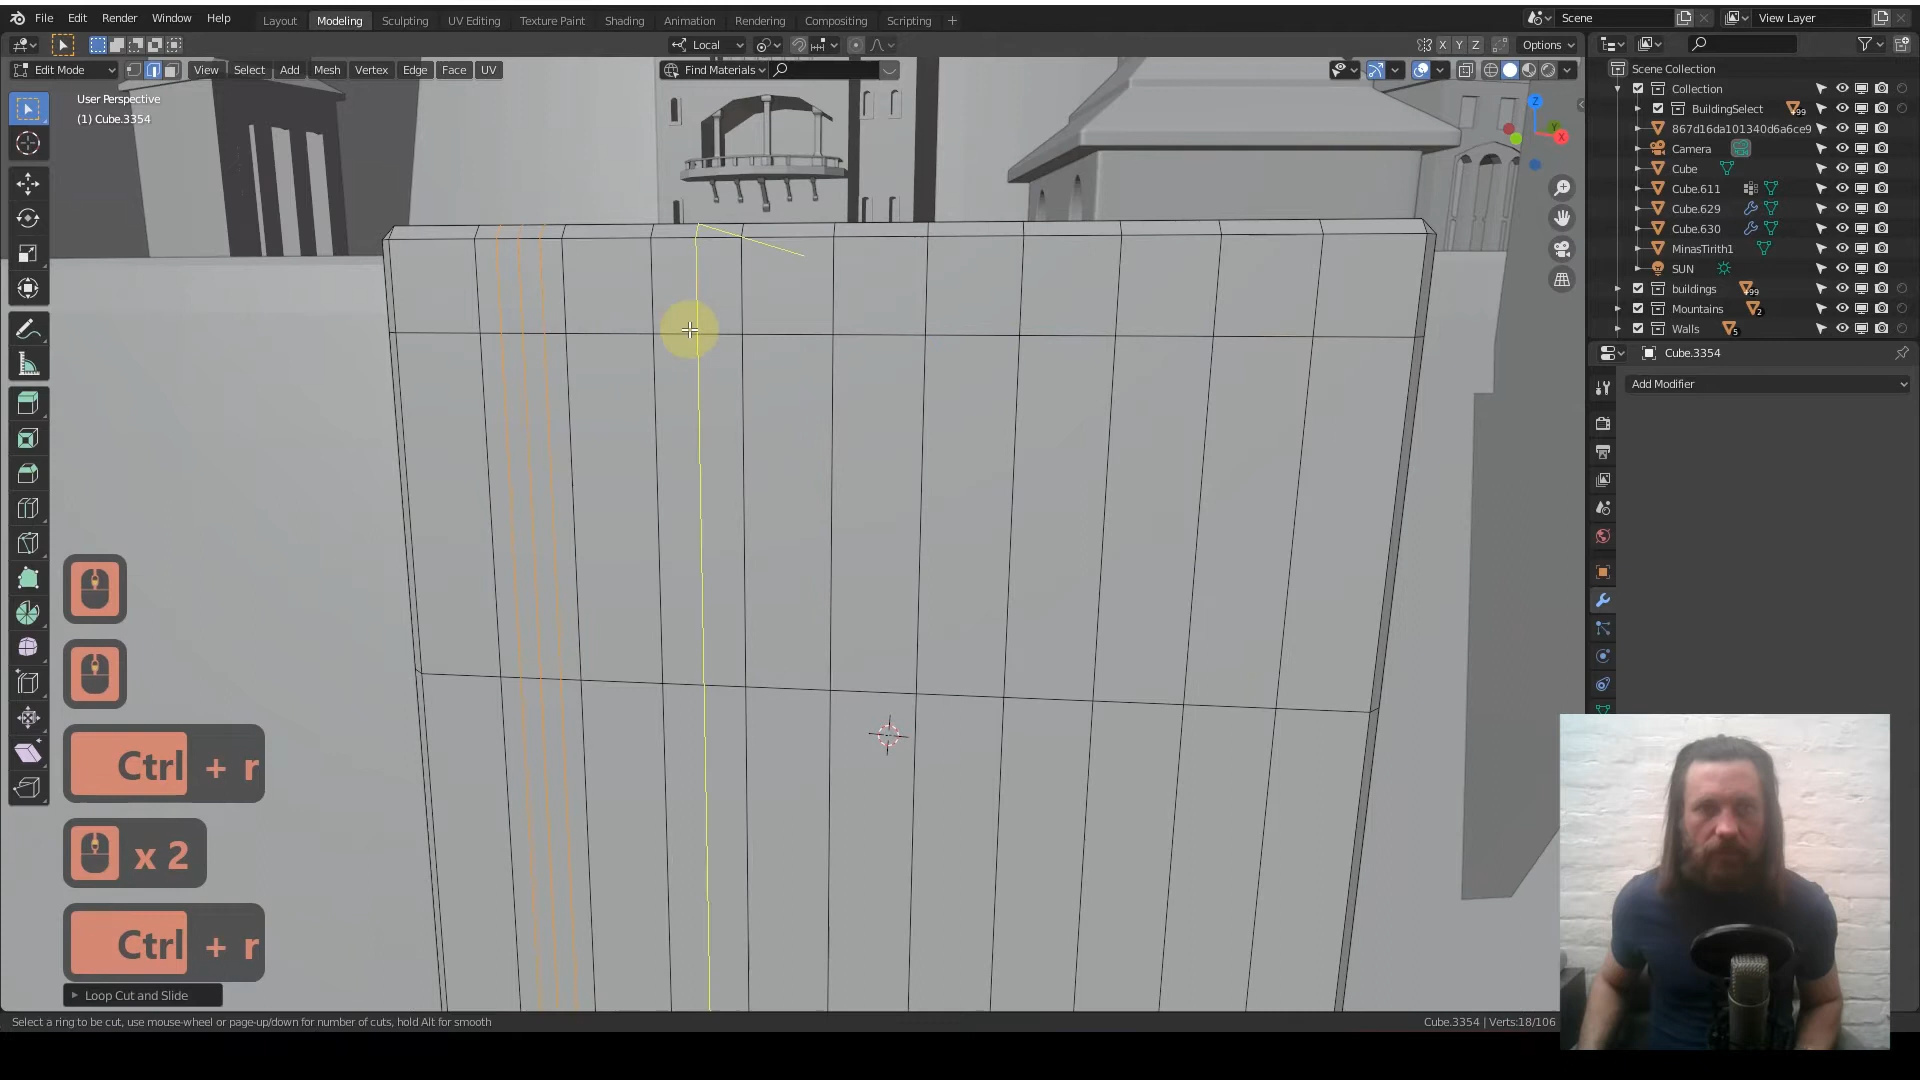 File Edit Render Window Help Layout Modeling Sculpting UV Editing Texture Paint Shading Animation Rendering Compositing Scripting + Scene View Layer
Local X Y Z Options
Edit Mode View Select Add Mesh Vertex Edge Face UV Find Materials
User Perspective
(1) Cube.3354
Z
Y
X
Scene Collection
Collection
BuildingSelect 99
867d16da101340d6a6ce9
Camera
Cube
Cube.611
Cube.629
Cube.630
MinasTirith1
SUN
buildings 99
Mountains 2
Walls 5
Cube.3354
Add Modifier
Ctrl + r
x 2
Ctrl + r
Loop Cut and Slide
Select a ring to be cut, use mouse-wheel or page-up/down for number of cuts, hold Alt for smooth
Cube.3354 | Verts:18/106